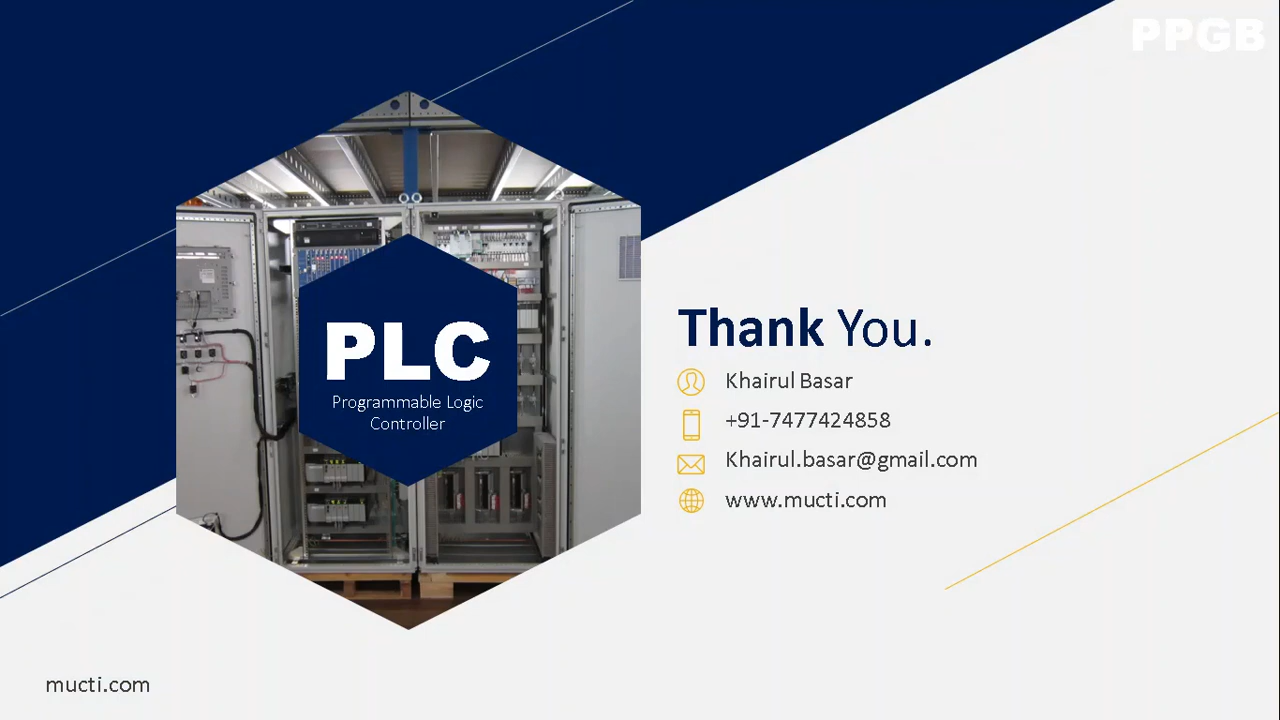 PPGB
PLC
Programmable Logic
Controller
Thank You.
Khairul Basar
+91-7477424858
Khairul.basar@gmail.com
www.mucti.com
mucti.com